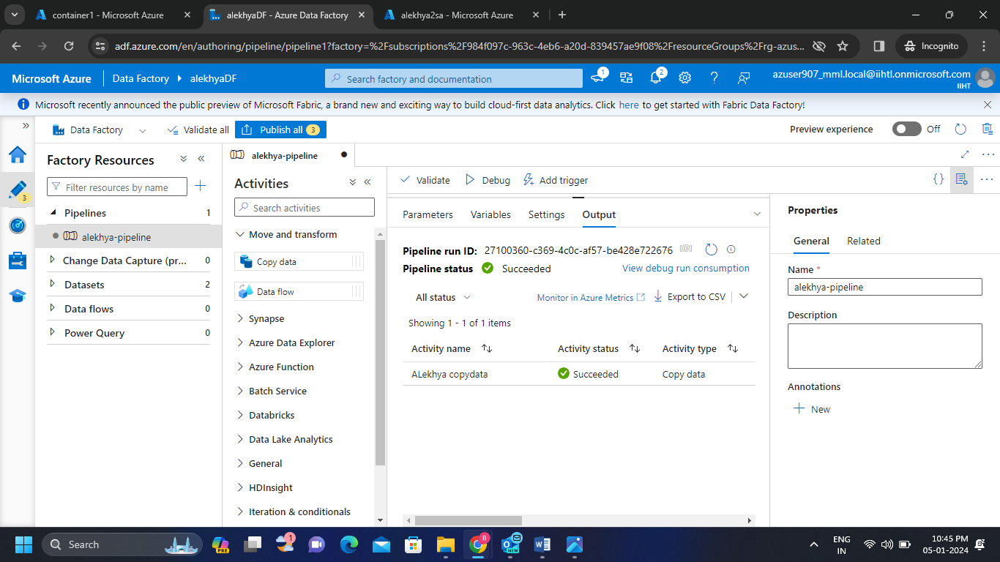 container1 - Microsoft Azure
alekhyaDF - Azure Data Factory
alekhya2sa - Microsoft Azure
adf.azure.com/en/authoring/pipeline/pipeline1?factory=%2Fsubscriptions%2F984f097c-963c-4eb6-a20d-839457ae9f08%2FresourceGroups%2Frg-azus...
Incognito
Microsoft Azure
Data Factory
alekhyaDF
Search factory and documentation
1
2
azuser907_mml.local@iihtl.onmicrosoft.com
IIHT
Microsoft recently announced the public preview of Microsoft Fabric, a brand new and exciting way to build cloud-first data analytics. Click here to get started with Fabric Data Factory!
Data Factory
Validate all
Publish all 3
Preview experience
Off
3
Factory Resources
Filter resources by name
Pipelines 1
alekhya-pipeline
Change Data Capture (pr... 0
Datasets 2
Data flows 0
Power Query 0
alekhya-pipeline
Activities
Search activities
Move and transform
Copy data
Data flow
Synapse
Azure Data Explorer
Azure Function
Batch Service
Databricks
Data Lake Analytics
General
HDInsight
Iteration & conditionals
Validate
Debug
Add trigger
Parameters
Variables
Settings
Output
Pipeline run ID: 27100360-c369-4c0c-af57-be428e722676
Pipeline status Succeeded
View debug run consumption
All status
Monitor in Azure Metrics
Export to CSV
Showing 1 - 1 of 1 items
Activity name Activity status Activity type
ALekhya copydata Succeeded Copy data
Properties
General
Related
Name *
alekhya-pipeline
Description
Annotations
New
Search
PRE
1
8
NEW
ENG
IN
10:45 PM
05-01-2024